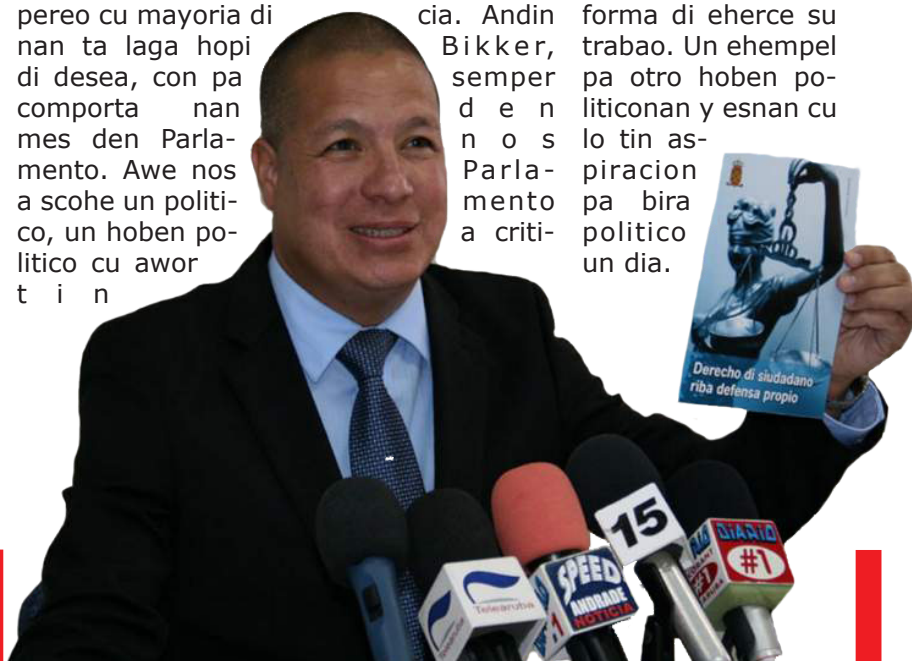 pereo cu mayoria di
nan ta laga hopi
di desea, con pa
comporta nan
mes den Parla-
mento. Awe nos
a scohe un politi-
co, un hoben po-
litico cu awor
t i n
cia. Andin
Bikker,
semper
d e n
n o s
Parla-
mento
a criti-
forma di eherce su
trabao. Un ehempel
pa otro hoben po-
liticonan y esnan cu
lo tin as-
piracion
pa bira
politico
un dia.
Derecho di siudadano
riba defensa propio
Telearuba
SPEED
ANDRADE
NOTICIA
15
DIARIO
#1
#1